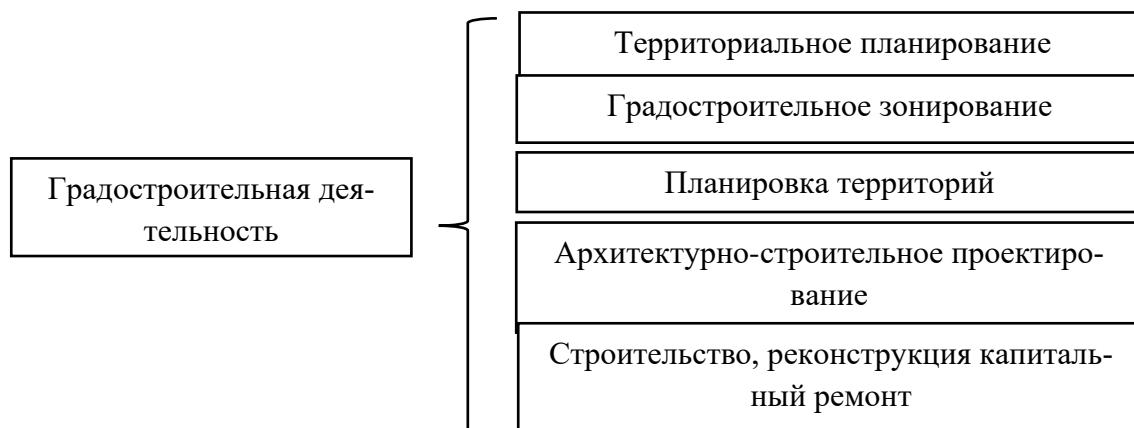 Территориальное планирование
Градостроительное зонирование
Градостроительная дея-
тельность
Планировка территорий
Архитектурно-строительное проектиро-
вание
Строительство, реконструкция капиталь-
ный ремонт